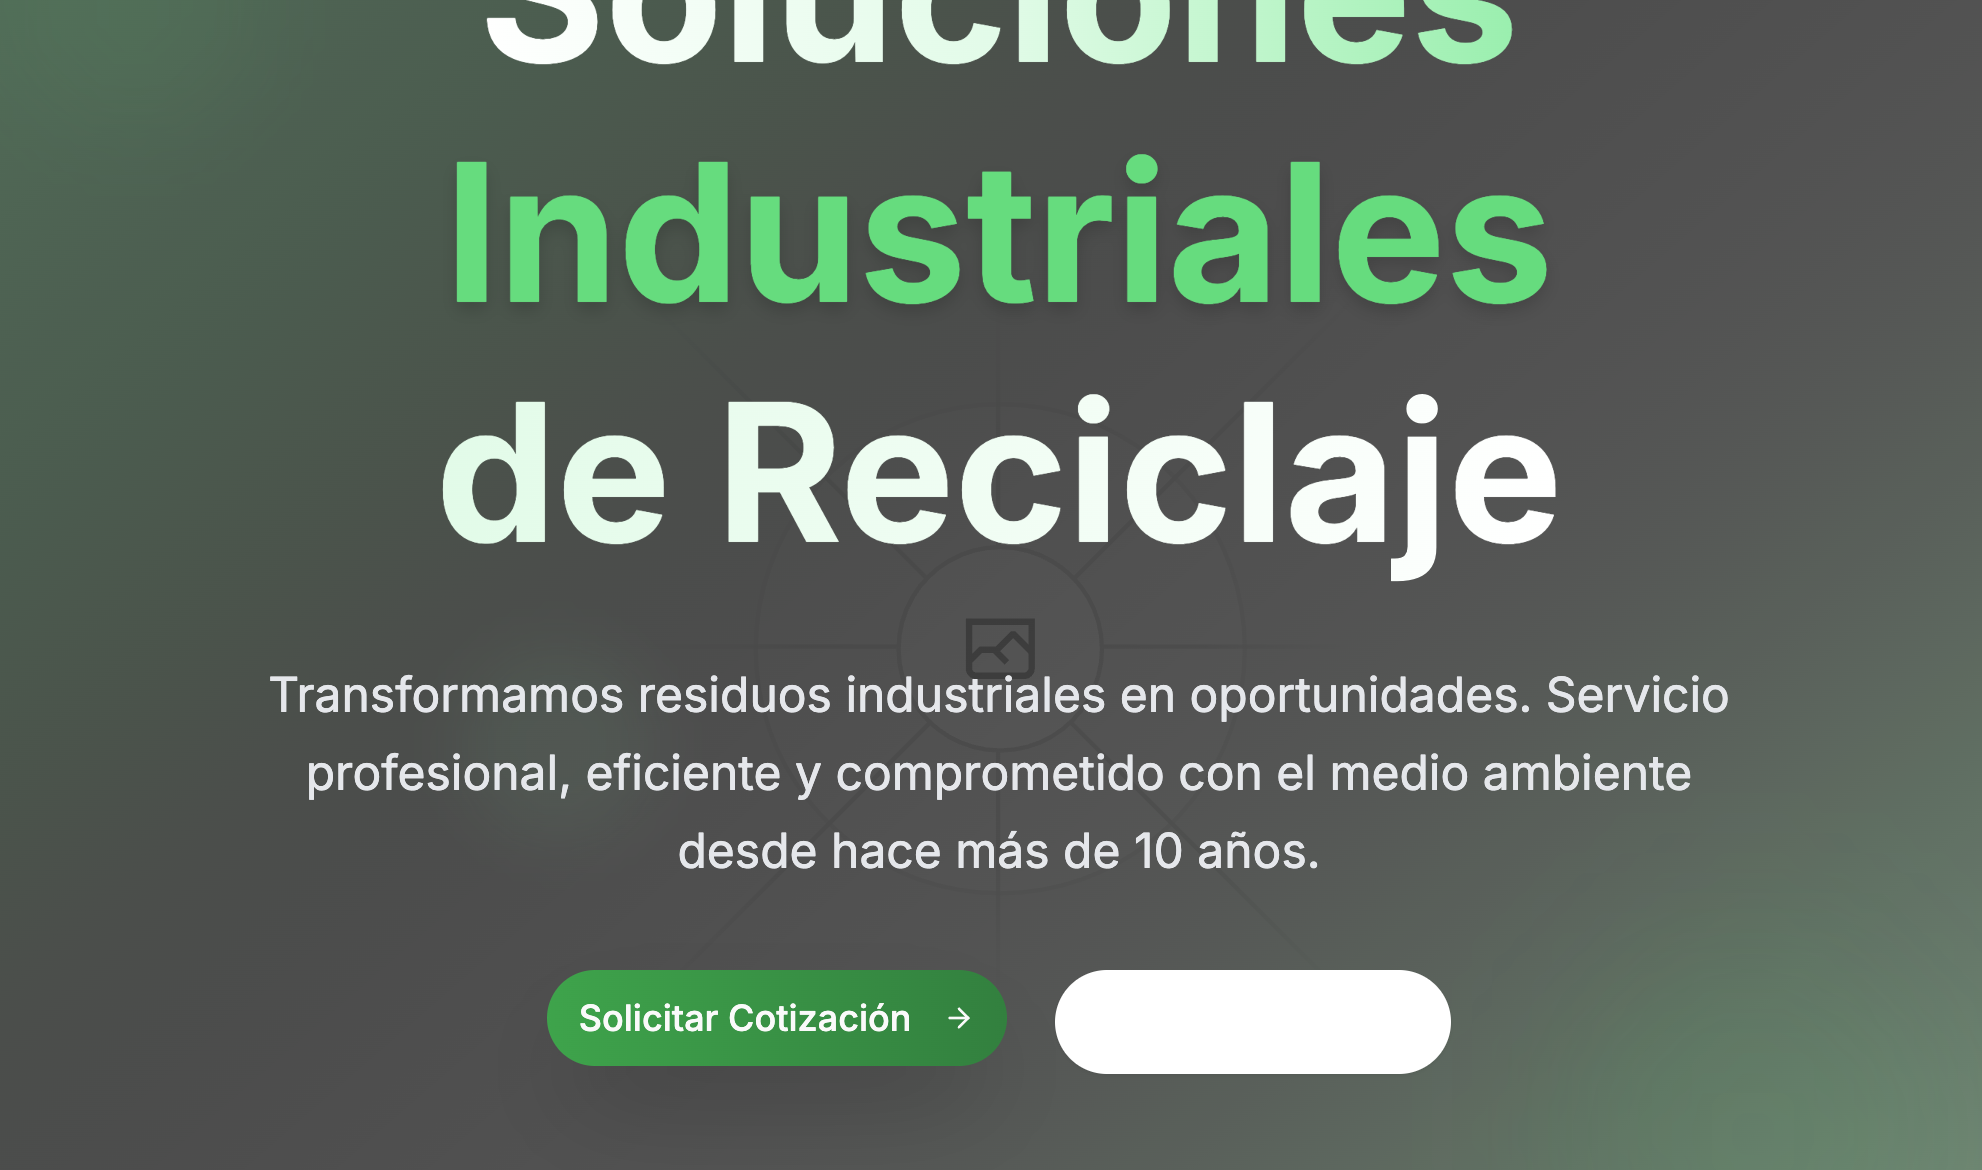 Soluciones
Industriales
de Reciclaje
Transformamos residuos industriales en oportunidades. Servicio
profesional, eficiente y comprometido con el medio ambiente
desde hace más de 10 años.
Solicitar Cotización